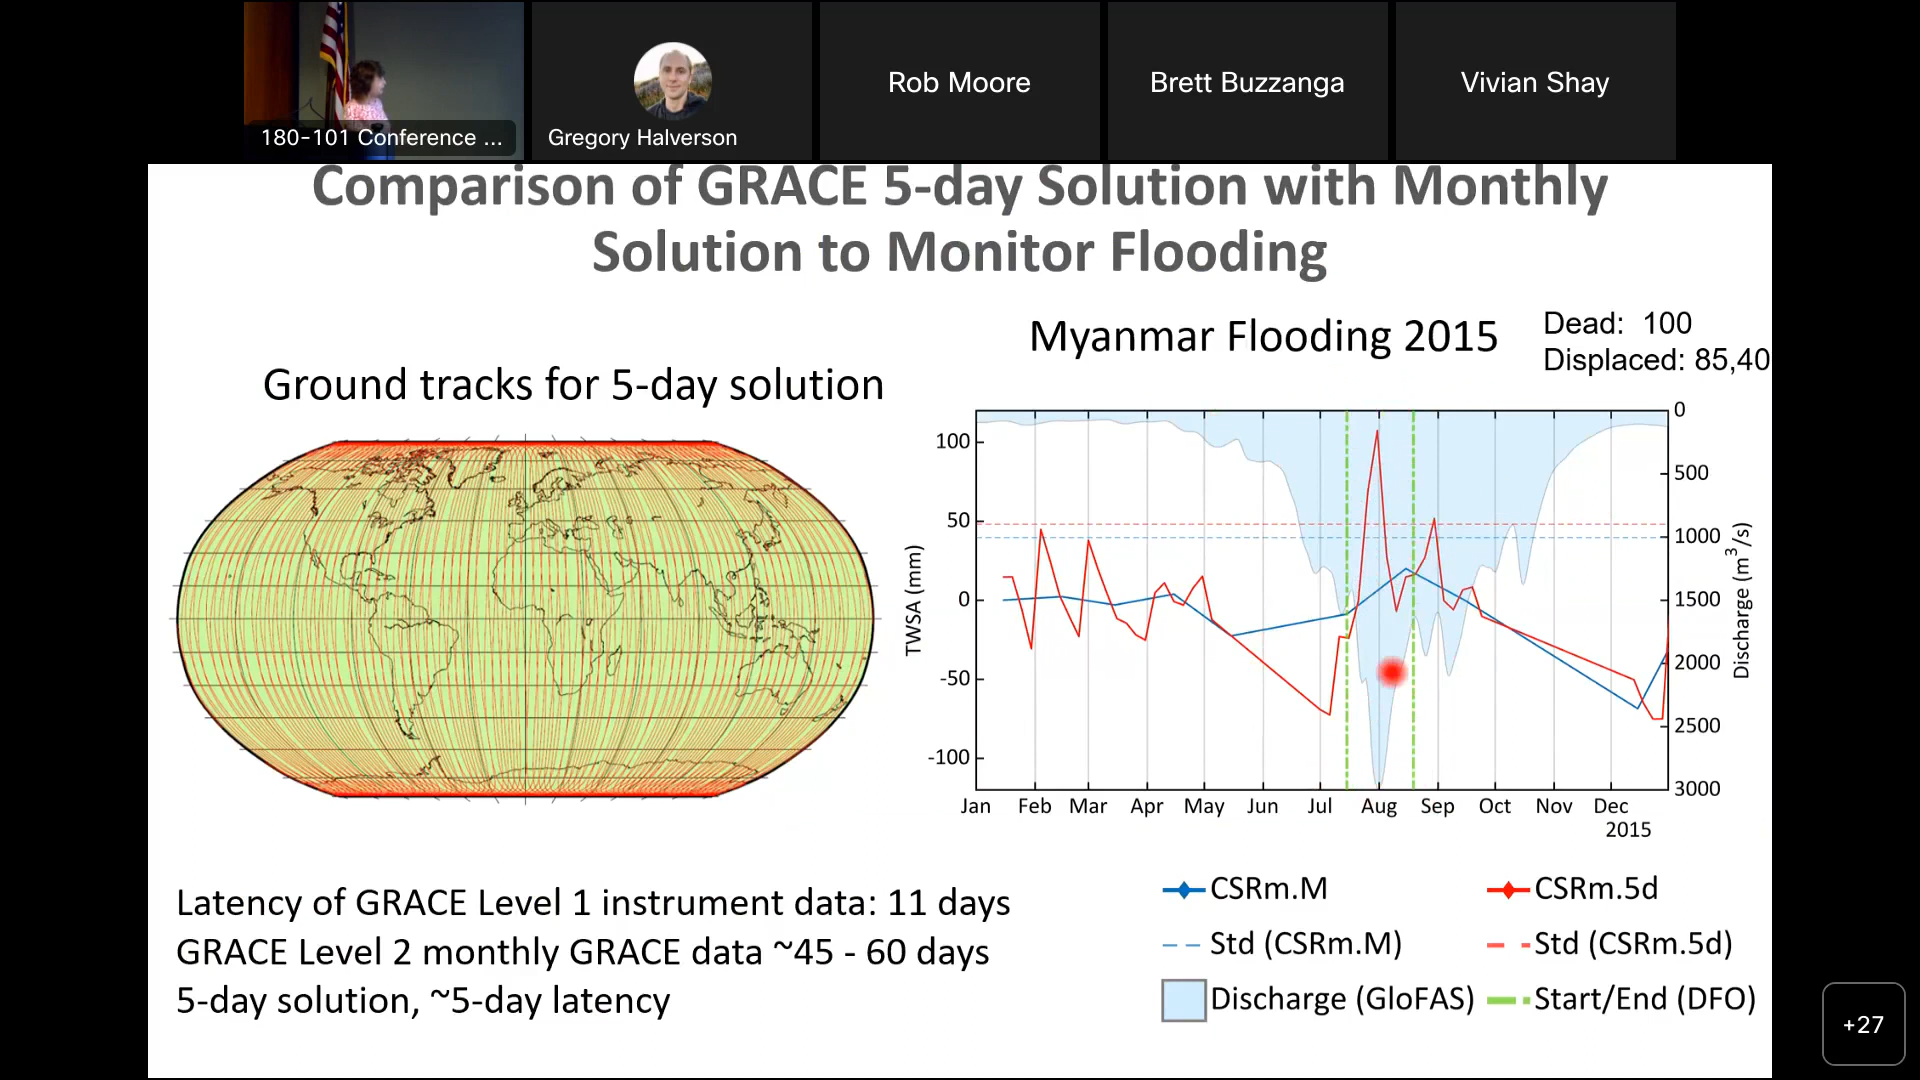 180-101 Conference ...
Gregory Halverson
Rob Moore
Brett Buzzanga
Vivian Shay
Comparison of GRACE 5-day Solution with Monthly
Solution to Monitor Flooding
Ground tracks for 5-day solution
Myanmar Flooding 2015
Dead: 100
Displaced: 85,40
TWSA (mm)
100
50
0
-50
-100
0
500
1000
1500
2000
2500
3000
Discharge (m³/s)
Jan Feb Mar Apr May Jun Jul Aug Sep Oct Nov Dec
2015
Latency of GRACE Level 1 instrument data: 11 days
GRACE Level 2 monthly GRACE data ~45 - 60 days
5-day solution, ~5-day latency
CSRm.M
CSRm.5d
Std (CSRm.M)
Std (CSRm.5d)
Discharge (GloFAS)
Start/End (DFO)
+27